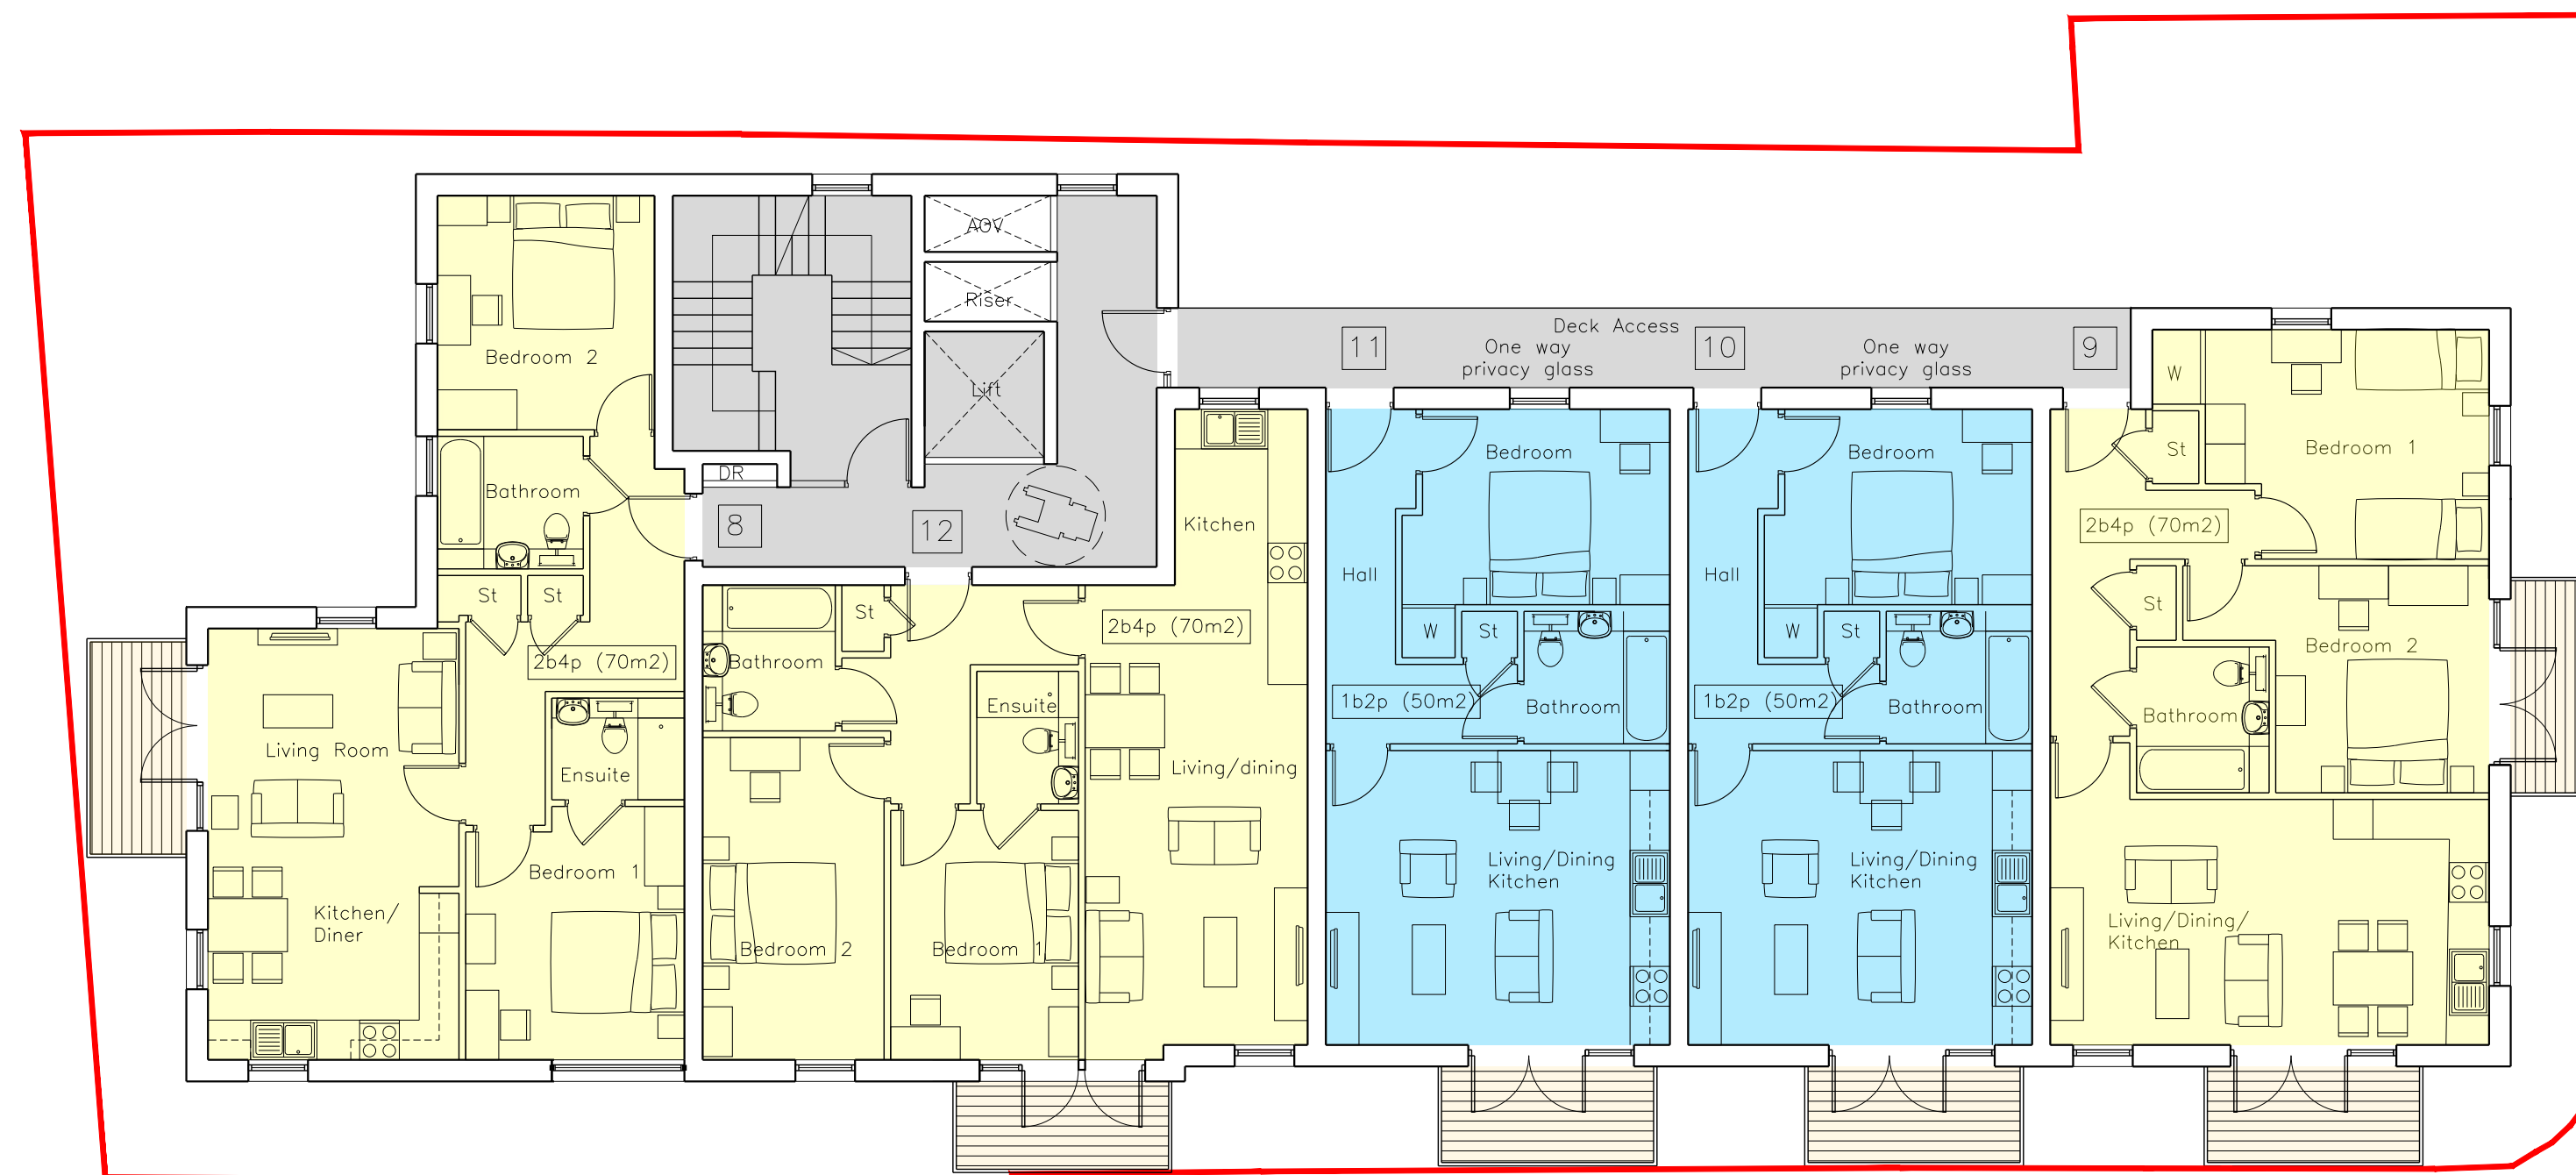 AOV
Riser
Lift
DR
8
12
Deck Access
11
One way
privacy glass
10
One way
privacy glass
9
Bedroom 2
Bathroom
St
St
2b4p (70m2)
Living Room
Ensuite
Bedroom 1
Kitchen/
Diner
St
Bathroom
2b4p (70m2)
Ensuite
Kitchen
Living/dining
Bedroom 2
Bedroom 1
Bedroom
Hall
W
St
1b2p (50m2)
Bathroom
Living/Dining
Kitchen
Bedroom
Hall
W
St
1b2p (50m2)
Bathroom
Living/Dining
Kitchen
W
St
Bedroom 1
2b4p (70m2)
St
Bedroom 2
Bathroom
Living/Dining/
Kitchen